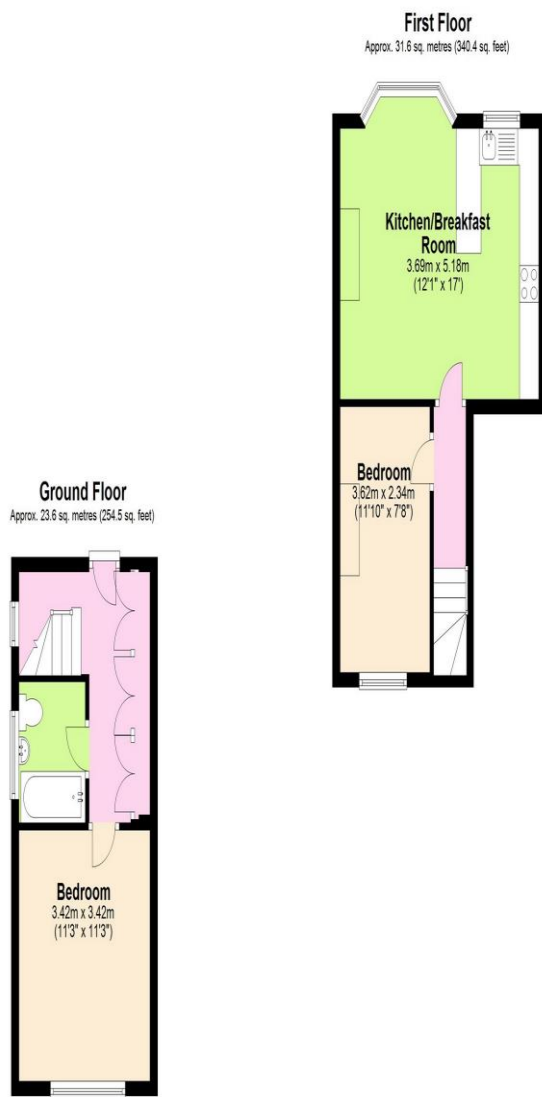 First Floor
Approx. 31.6 sq. metres (340.4 sq. feet)
Kitchen/Breakfast
Room
3.69m x 5.18m
(12'1" x 17')
Bedroom
3.62m x 2.34m
(11'10" x 7'8")
Ground Floor
Approx. 23.6 sq. metres (254.5 sq. feet)
Bedroom
3.42m x 3.42m
(11'3" x 11'3")